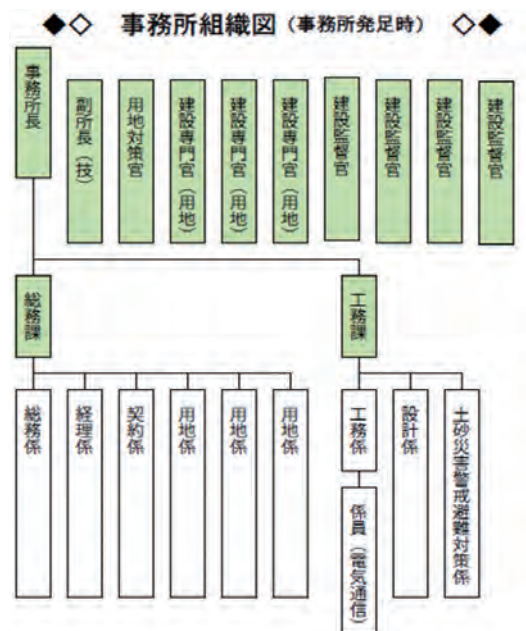 ◆◇ 事務所組織図(事務所発足時) ◇◆
事務所長
副所長(技)
用地対策官
建設専門官(用地)
建設専門官(用地)
建設専門官(用地)
建設監督官
建設監督官
建設監督官
建設監督官
総務課
工務課
総務係
経理係
契約係
用地係
用地係
用地係
工務係
設計係
土砂災害警戒避難対策係
係員(電気通信)